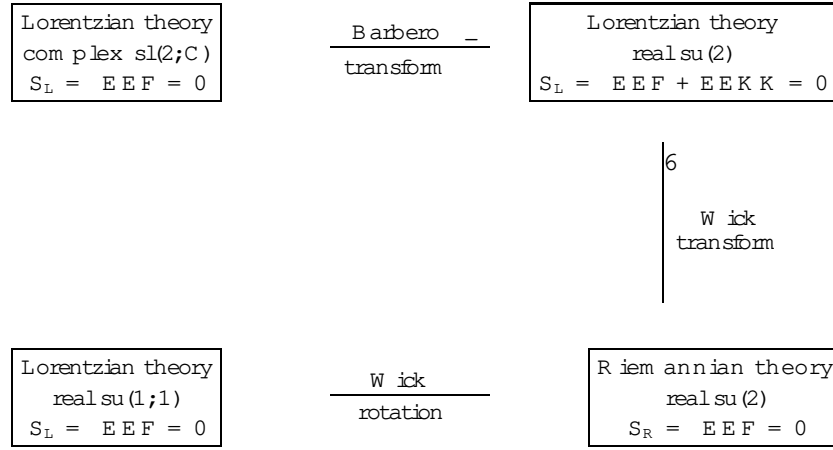 Lorentzian theory
complex sl(2;C)
S_L = EEF = 0
Barbero _
transform
Lorentzian theory
real su(2)
S_L = EEF + EEKK = 0
6
Wick
transform
Lorentzian theory
real su(1;1)
S_L = EEF = 0
Wick
rotation
Riemannian theory
real su(2)
S_R = EEF = 0